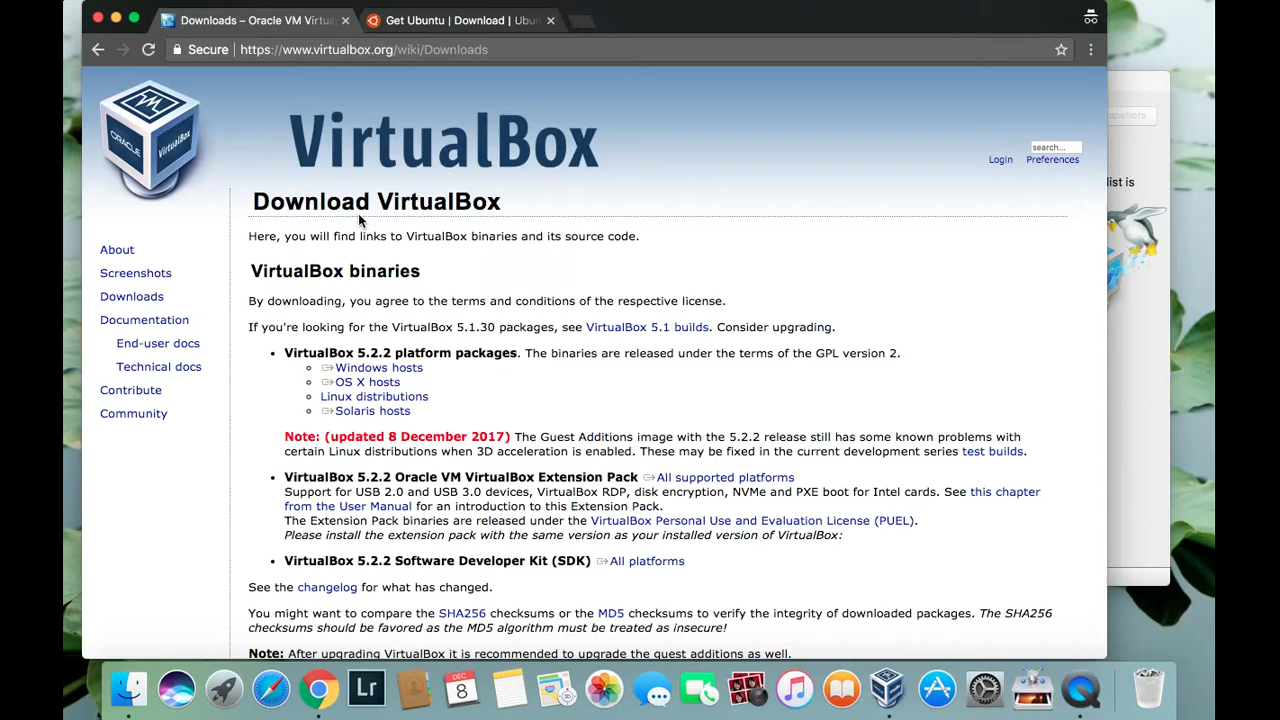 Downloads – Oracle VM Virtua
Get Ubuntu | Download | Ubun
Secure
https://www.virtualbox.org/wiki/Downloads
VM
ORACLE
VirtualBox
VirtualBox
search...
Login
Preferences
Download VirtualBox
Here, you will find links to VirtualBox binaries and its source code.
About
Screenshots
Downloads
Documentation
End-user docs
Technical docs
Contribute
Community
VirtualBox binaries
By downloading, you agree to the terms and conditions of the respective license.
If you're looking for the VirtualBox 5.1.30 packages, see VirtualBox 5.1 builds. Consider upgrading.
• VirtualBox 5.2.2 platform packages. The binaries are released under the terms of the GPL version 2.
Windows hosts
OS X hosts
Linux distributions
Solaris hosts
Note: (updated 8 December 2017) The Guest Additions image with the 5.2.2 release still has some known problems with
certain Linux distributions when 3D acceleration is enabled. These may be fixed in the current development series test builds.
• VirtualBox 5.2.2 Oracle VM VirtualBox Extension Pack All supported platforms
Support for USB 2.0 and USB 3.0 devices, VirtualBox RDP, disk encryption, NVMe and PXE boot for Intel cards. See this chapter
from the User Manual for an introduction to this Extension Pack.
The Extension Pack binaries are released under the VirtualBox Personal Use and Evaluation License (PUEL).
Please install the extension pack with the same version as your installed version of VirtualBox:
• VirtualBox 5.2.2 Software Developer Kit (SDK) All platforms
See the changelog for what has changed.
You might want to compare the SHA256 checksums or the MD5 checksums to verify the integrity of downloaded packages. The SHA256
checksums should be favored as the MD5 algorithm must be treated as insecure!
Note: After upgrading VirtualBox it is recommended to upgrade the guest additions as well.
apshots
list is
Lr
DEC
8